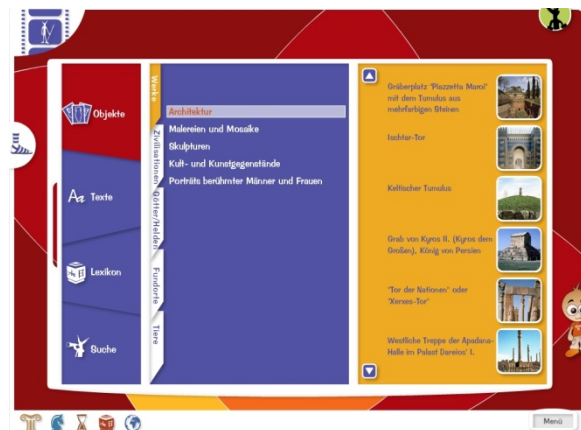 Objekte
Texte
Lexikon
Suche
Werke
Zivilisationen
Götter/Helden
Fundorte
Tiere
Architektur
Malereien und Mosaike
Skulpturen
Kult- und Kunstgegenstände
Porträts berühmter Männer und Frauen
Gräberplatz "Piazzetta Maroi"
mit dem Tumulus aus
mehrfarbigen Steinen
Ischtar-Tor
Keltischer Tumulus
Grab von Kyros II. (Kyros dem
Großen), König von Persien
"Tor der Nationen" oder
"Xerxes-Tor"
Westliche Treppe der Apadana-
Halle im Palast Dareios' I.
Menü